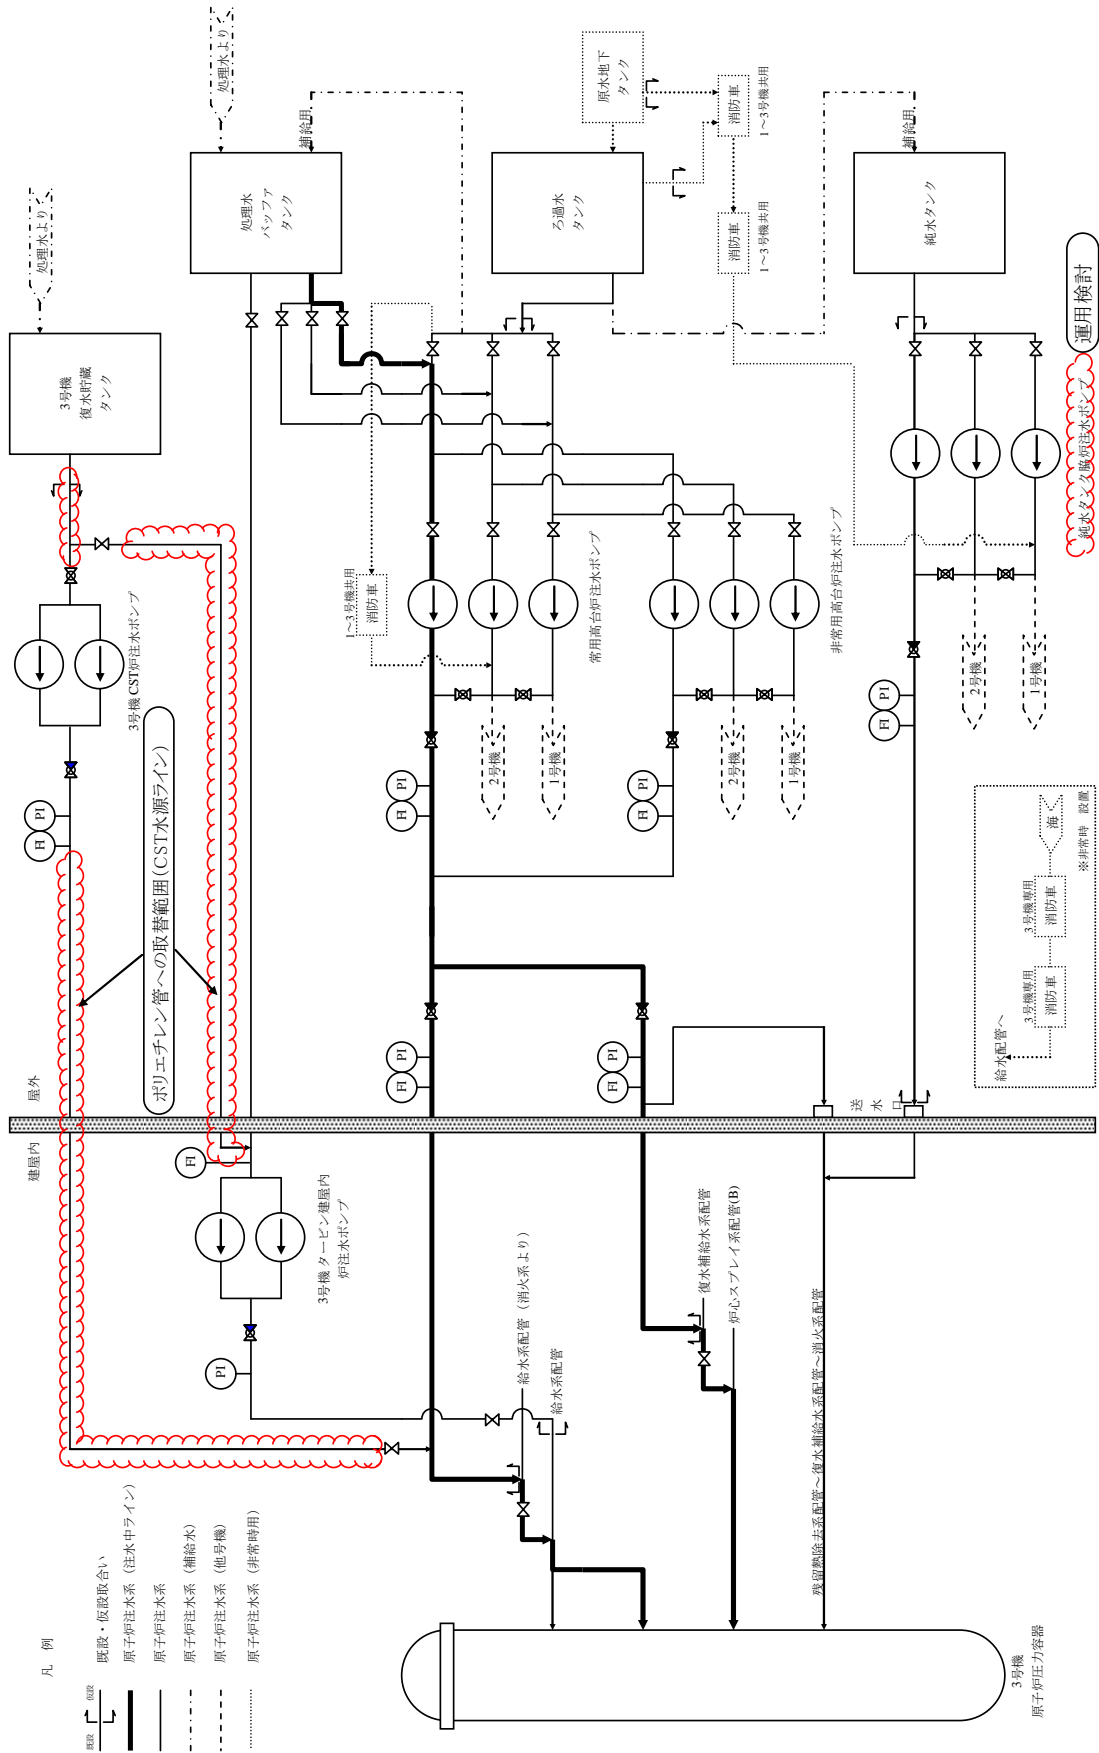 処理水より
処理水より
補給用
原水地下
タンク
消防車
1～3号機共用
消防車
1～3号機共用
補給用
3号機
復水貯蔵
タンク
処理水
バッファ
タンク
ろ過水
タンク
純水タンク
運用検討
純水タンク脇炉注水ポンプ
3号機CST炉注水ポンプ
1～3号機共用
消防車
常用高台炉注水ポンプ
非常用高台炉注水ポンプ
2号機
1号機
2号機
1号機
2号機
1号機
PI
FI
PI
FI
PI
FI
PI
FI
ポリエチレン管への取替範囲(CST水源ライン)
PI
FI
PI
FI
海
※非常時 設置
3号機専用
消防車
3号機専用
消防車
給水配管へ
屋外
建屋内
送水口
FI
3号機タービン建屋内
炉注水ポンプ
PI
給水系配管（消火系より）
給水系配管
復水補給水系配管
炉心スプレイ系配管(B)
残留熱除去系配管～復水補給水系配管～消火系配管
3号機
原子炉圧力容器
凡 例
既設
仮設
既設・仮設取合い
原子炉注水系（注水中ライン）
原子炉注水系
原子炉注水系（補給水）
原子炉注水系（他号機）
原子炉注水系（非常時用）